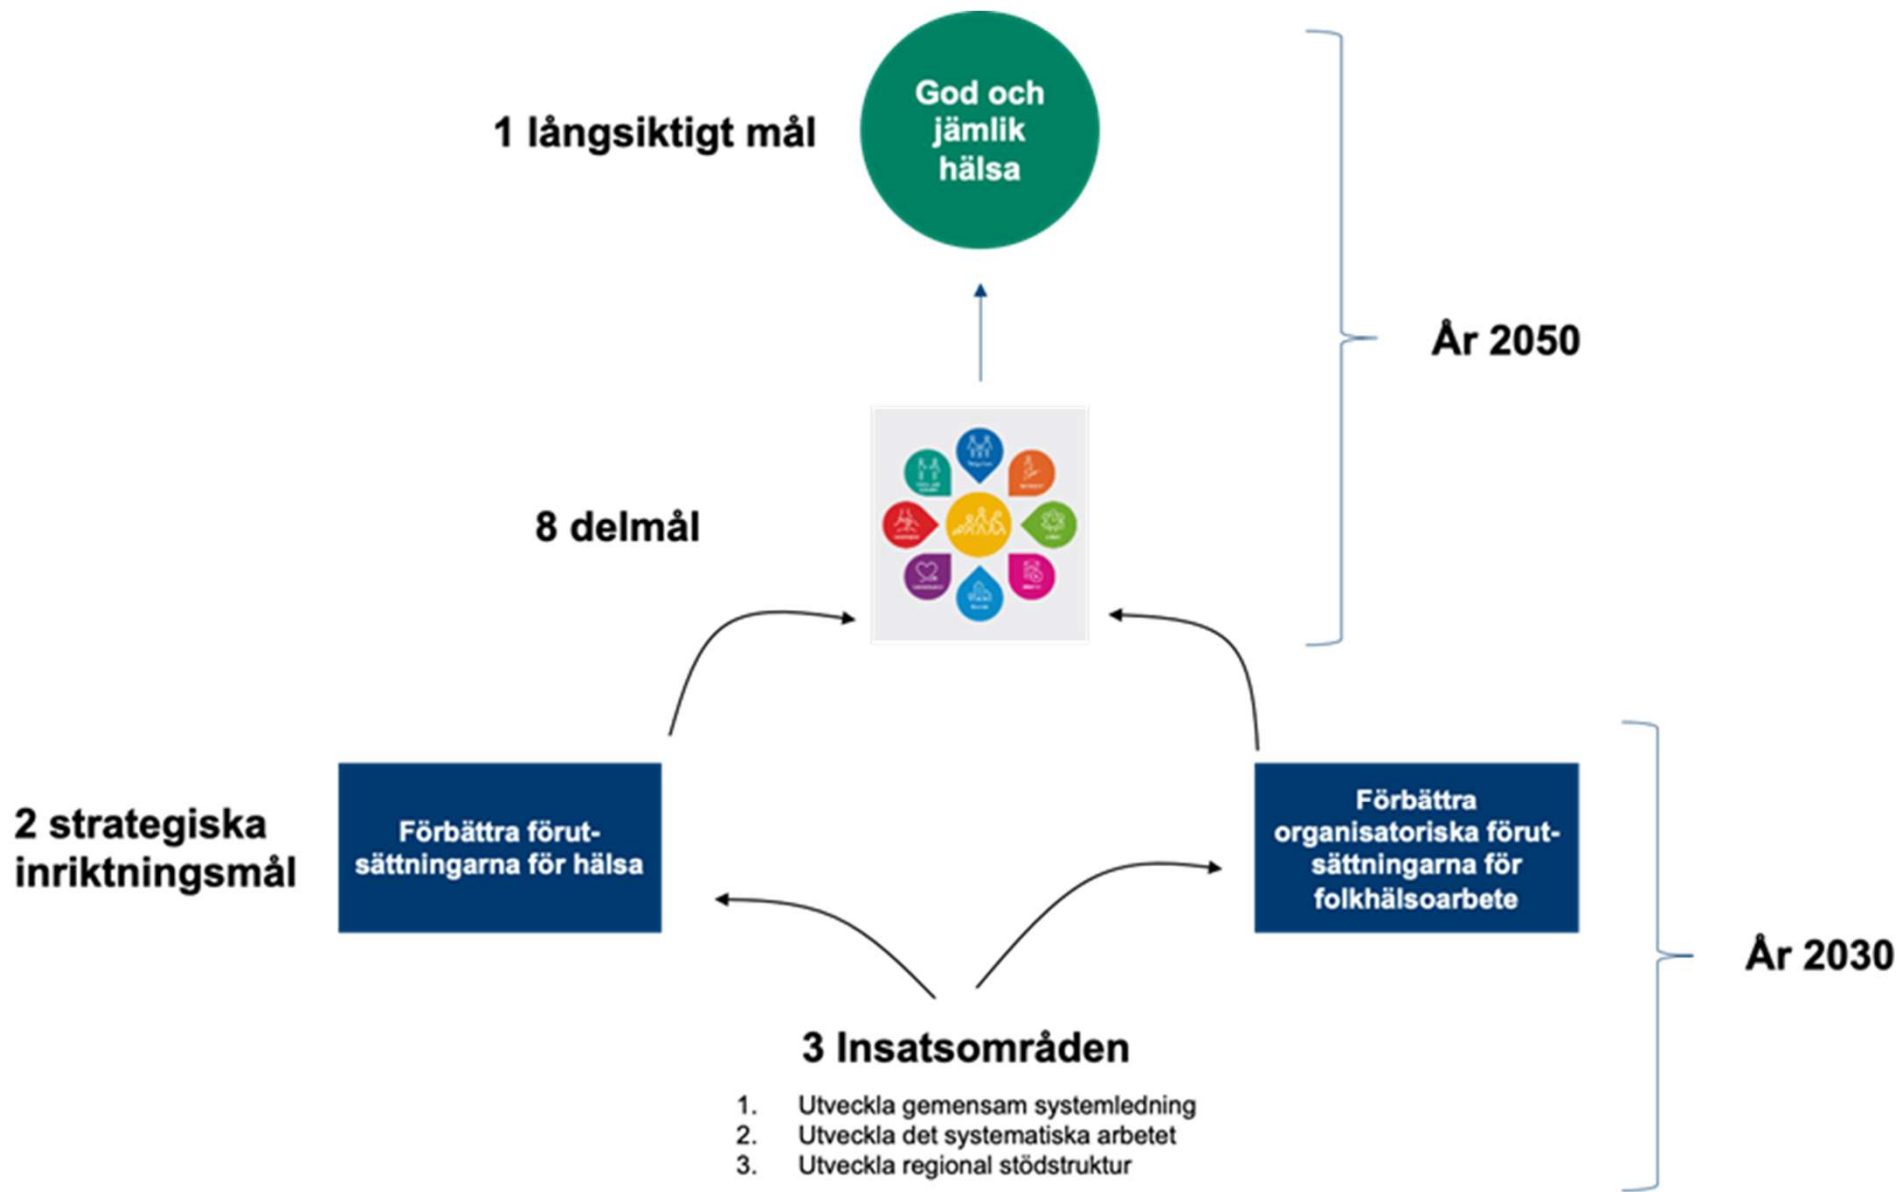 God och
jämlik
hälsa
1 långsiktigt mål
År 2050
8 delmål
2 strategiska
inriktningsmål
Förbättra förut-
sättningarna för hälsa
Förbättra
organisatoriska förut-
sättningarna för
folkhälsoarbete
År 2030
3 Insatsområden
1. Utveckla gemensam systemledning
2. Utveckla det systematiska arbetet
3. Utveckla regional stödstruktur